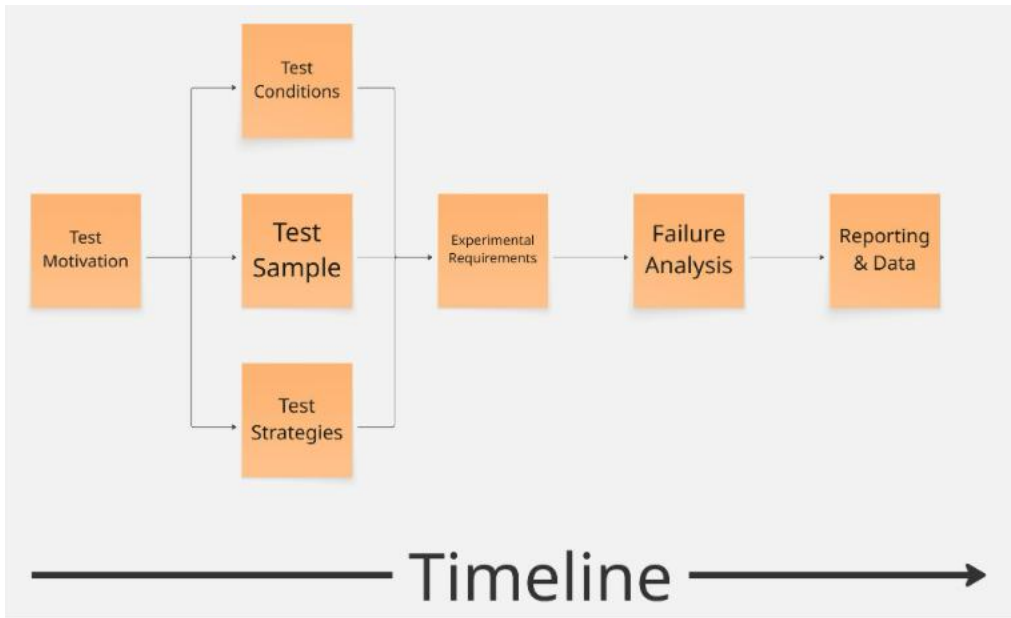 Test
Conditions
Test
Motivation
Test
Sample
Experimental
Requirements
Failure
Analysis
Reporting
& Data
Test
Strategies
Timeline